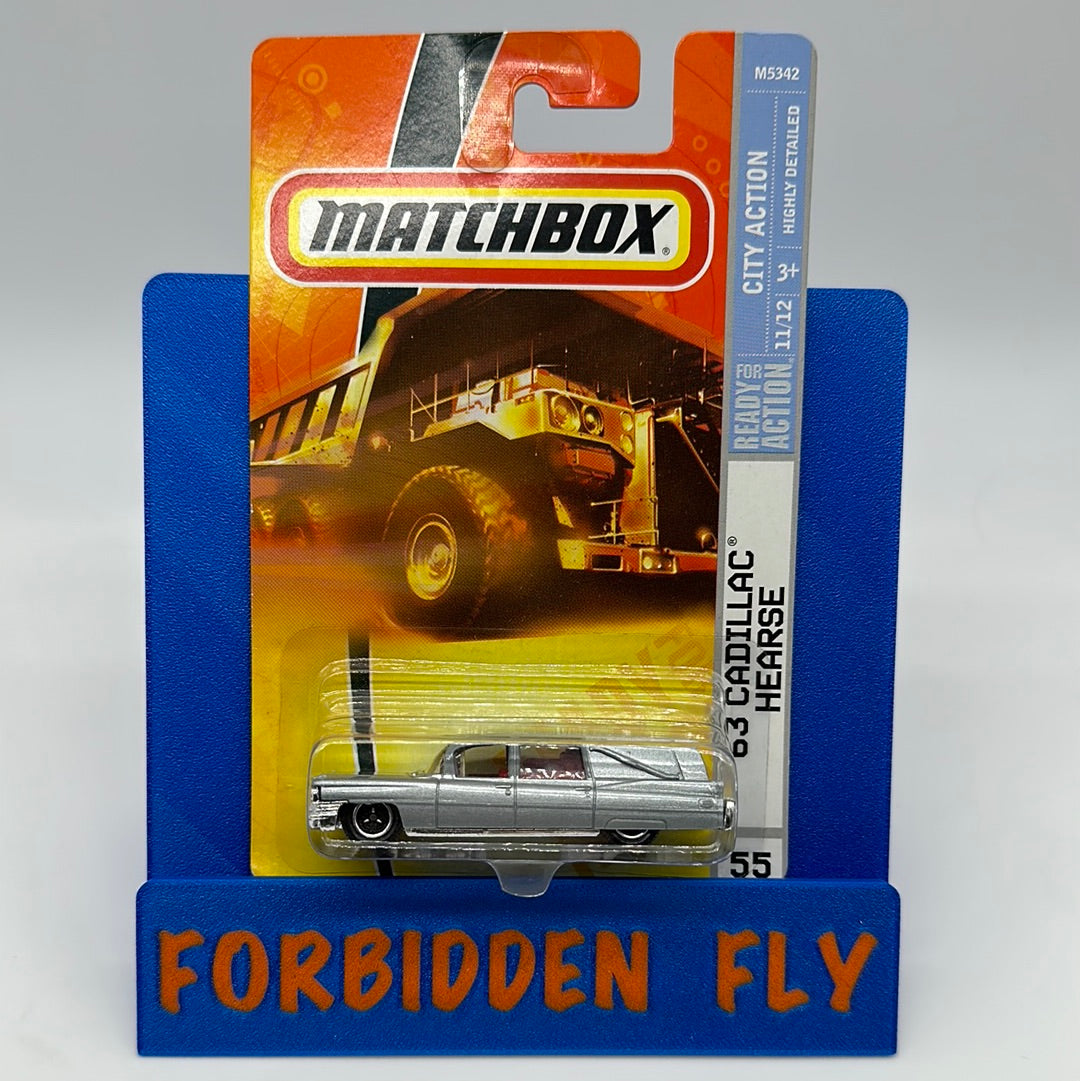 M5342
MATCHBOX®
CITY ACTION
HIGHLY DETAILED
11/12
3+
READY FOR ACTION®
63 CADILLAC®
HEARSE
55
FORBIDDEN FLY